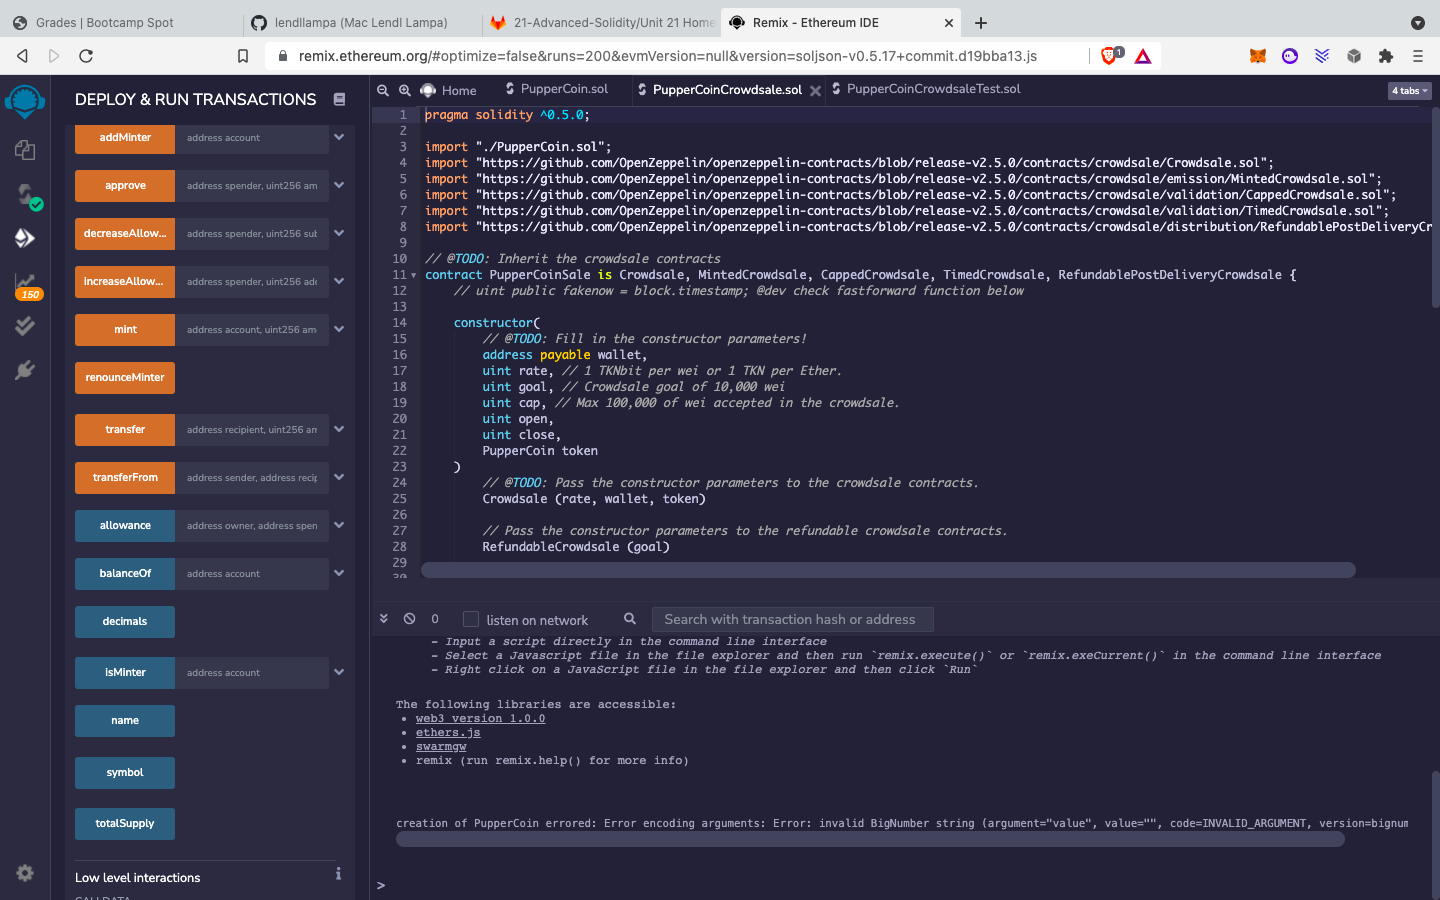 Grades | Bootcamp Spot
lendllampa (Mac Lendl Lampa)
21-Advanced-Solidity/Unit 21 Home
Remix - Ethereum IDE
remix.ethereum.org/#optimize=false&runs=200&evmVersion=null&version=soljson-v0.5.17+commit.d19bba13.js
1
DEPLOY & RUN TRANSACTIONS
150
addMinter address account
approve address spender, uint256 am
decreaseAllow... address spender, uint256 sub
increaseAllow... address spender, uint256 add
mint address account, uint256 am
renounceMinter
transfer address recipient, uint256 am
transferFrom address sender, address recip
allowance address owner, address spen
balanceOf address account
decimals
isMinter address account
name
symbol
totalSupply
Low level interactions
CALLDATA
Home
PupperCoin.sol
PupperCoinCrowdsale.sol
PupperCoinCrowdsaleTest.sol
4 tabs
1 pragma solidity ^0.5.0;
2
3 import "./PupperCoin.sol";
4 import "https://github.com/OpenZeppelin/openzeppelin-contracts/blob/release-v2.5.0/contracts/crowdsale/Crowdsale.sol";
5 import "https://github.com/OpenZeppelin/openzeppelin-contracts/blob/release-v2.5.0/contracts/crowdsale/emission/MintedCrowdsale.sol";
6 import "https://github.com/OpenZeppelin/openzeppelin-contracts/blob/release-v2.5.0/contracts/crowdsale/validation/CappedCrowdsale.sol";
7 import "https://github.com/OpenZeppelin/openzeppelin-contracts/blob/release-v2.5.0/contracts/crowdsale/validation/TimedCrowdsale.sol";
8 import "https://github.com/OpenZeppelin/openzeppelin-contracts/blob/release-v2.5.0/contracts/crowdsale/distribution/RefundablePostDeliveryCr
9
10 // @TODO: Inherit the crowdsale contracts
11 contract PupperCoinSale is Crowdsale, MintedCrowdsale, CappedCrowdsale, TimedCrowdsale, RefundablePostDeliveryCrowdsale {
12 // uint public fakenow = block.timestamp; @dev check fastforward function below
13
14 constructor(
15 // @TODO: Fill in the constructor parameters!
16 address payable wallet,
17 uint rate, // 1 TKNbit per wei or 1 TKN per Ether.
18 uint goal, // Crowdsale goal of 10,000 wei
19 uint cap, // Max 100,000 of wei accepted in the crowdsale.
20 uint open,
21 uint close,
22 PupperCoin token
23 )
24 // @TODO: Pass the constructor parameters to the crowdsale contracts.
25 Crowdsale (rate, wallet, token)
26
27 // Pass the constructor parameters to the refundable crowdsale contracts.
28 RefundableCrowdsale (goal)
29
30
0 listen on network Search with transaction hash or address
- Input a script directly in the command line interface
- Select a Javascript file in the file explorer and then run `remix.execute()` or `remix.exeCurrent()` in the command line interface
- Right click on a JavaScript file in the file explorer and then click `Run`
The following libraries are accessible:
• web3 version 1.0.0
• ethers.js
• swarmgw
• remix (run remix.help() for more info)
creation of PupperCoin errored: Error encoding arguments: Error: invalid BigNumber string (argument="value", value="", code=INVALID_ARGUMENT, version=bignum
>